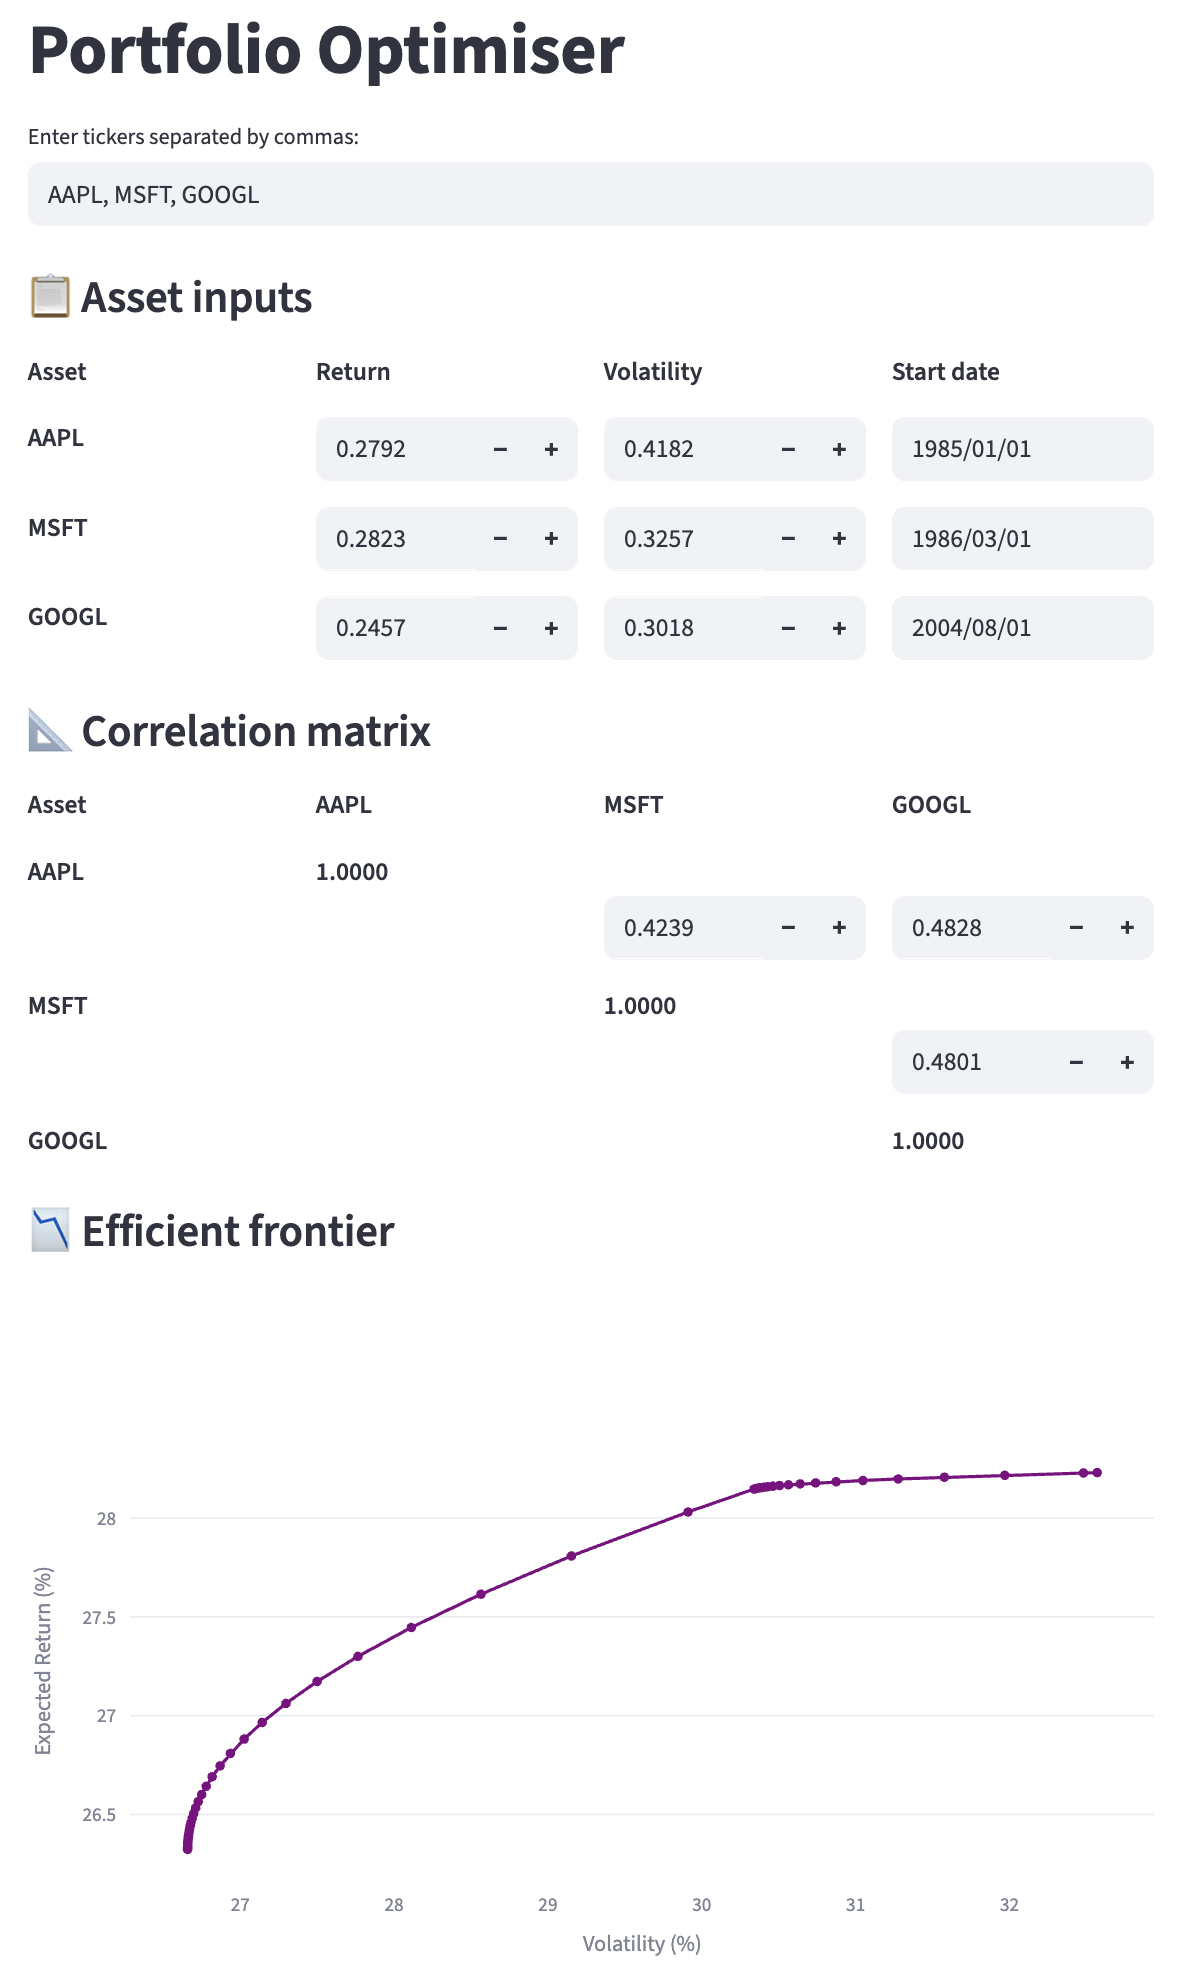 Portfolio Optimiser
Enter tickers separated by commas:
AAPL, MSFT, GOOGL
📋 Asset inputs
Asset Return Volatility Start date
AAPL 0.2792 − + 0.4182 − + 1985/01/01
MSFT 0.2823 − + 0.3257 − + 1986/03/01
GOOGL 0.2457 − + 0.3018 − + 2004/08/01
📐 Correlation matrix
Asset AAPL MSFT GOOGL
AAPL 1.0000
0.4239 − + 0.4828 − +
MSFT 1.0000
0.4801 − +
GOOGL 1.0000
📉 Efficient frontier
Expected Return (%)
28
27.5
27
26.5
27 28 29 30 31 32
Volatility (%)